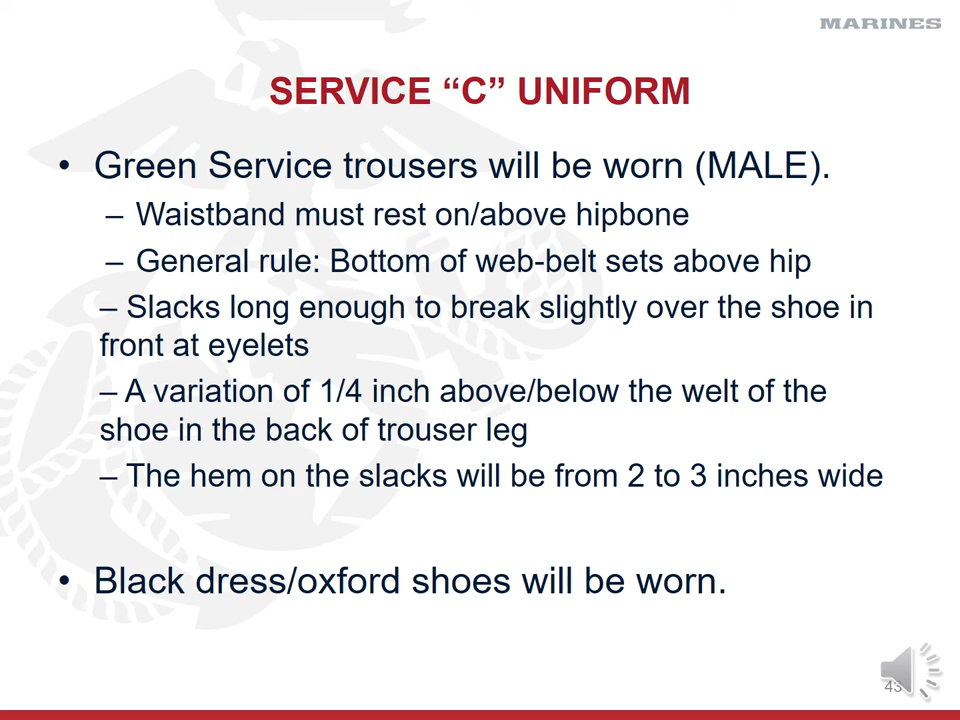 MARINES
SERVICE “C” UNIFORM
• Green Service trousers will be worn (MALE).
– Waistband must rest on/above hipbone
– General rule: Bottom of web-belt sets above hip
– Slacks long enough to break slightly over the shoe in
front at eyelets
– A variation of 1/4 inch above/below the welt of the
shoe in the back of trouser leg
– The hem on the slacks will be from 2 to 3 inches wide
• Black dress/oxford shoes will be worn.
43